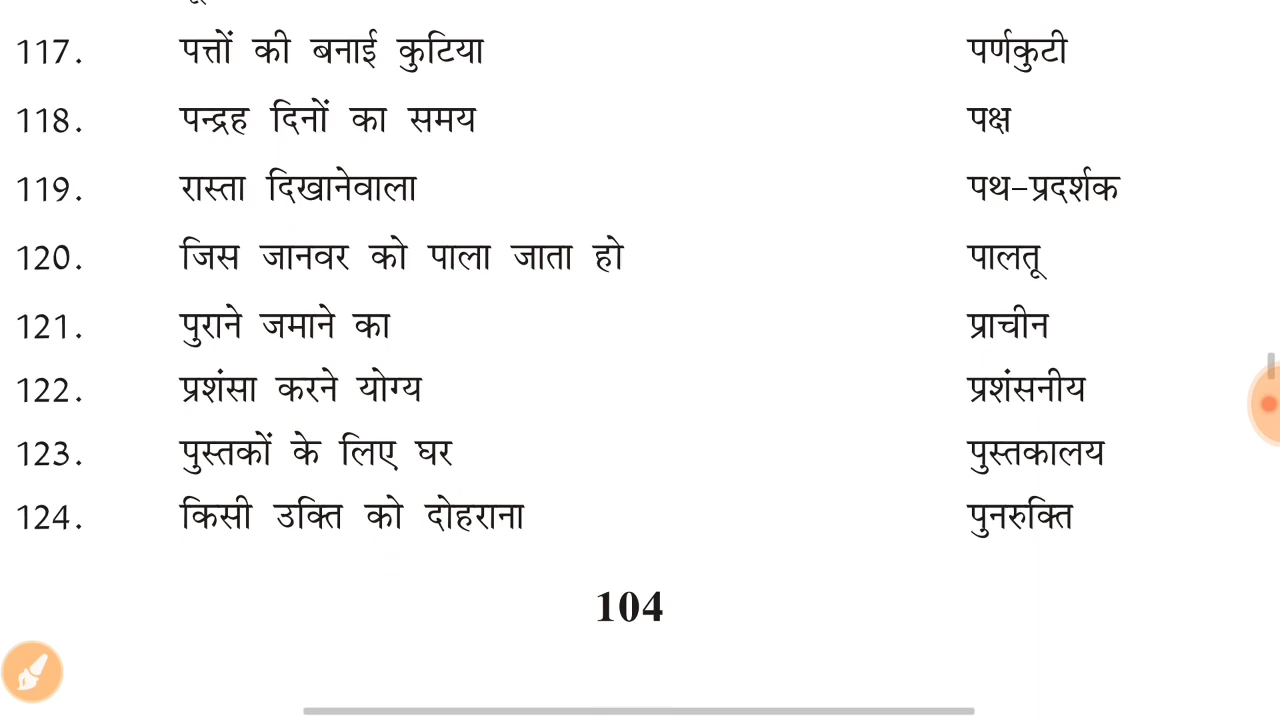 117. पत्तों की बनाई कुटिया पर्णकुटी
118. पन्द्रह दिनों का समय पक्ष
119. रास्ता दिखानेवाला पथ-प्रदर्शक
120. जिस जानवर को पाला जाता हो पालतू
121. पुराने जमाने का प्राचीन
122. प्रशंसा करने योग्य प्रशंसनीय
123. पुस्तकों के लिए घर पुस्तकालय
124. किसी उक्ति को दोहराना पुनरुक्ति
104